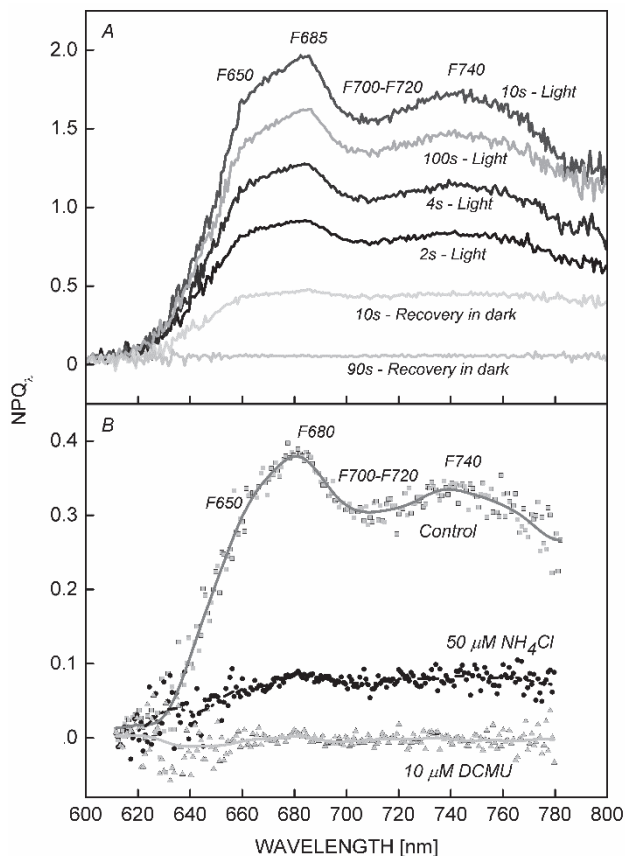 A
2.0
1.5
1.0
0.5
0
F650
F685
F700-F720
F740
10s - Light
100s - Light
4s - Light
2s - Light
10s - Recovery in dark
90s - Recovery in dark
NPQλ
B
0.4
0.3
0.2
0.1
.0
F650
F680
F700-F720
F740
Control
50 μM NH4Cl
10 μM DCMU
600 620 640 660 680 700 720 740 760 780 800
WAVELENGTH [nm]